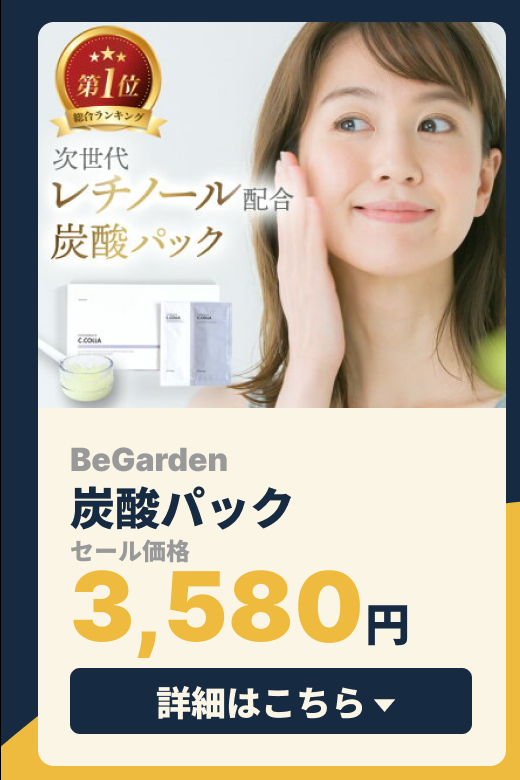 第1位
総合ランキング
次世代
レチノール配合
炭酸パック
C.COLLA
C.COLLA
BeGarden
炭酸パック
セール価格
3,580円
詳細はこちら